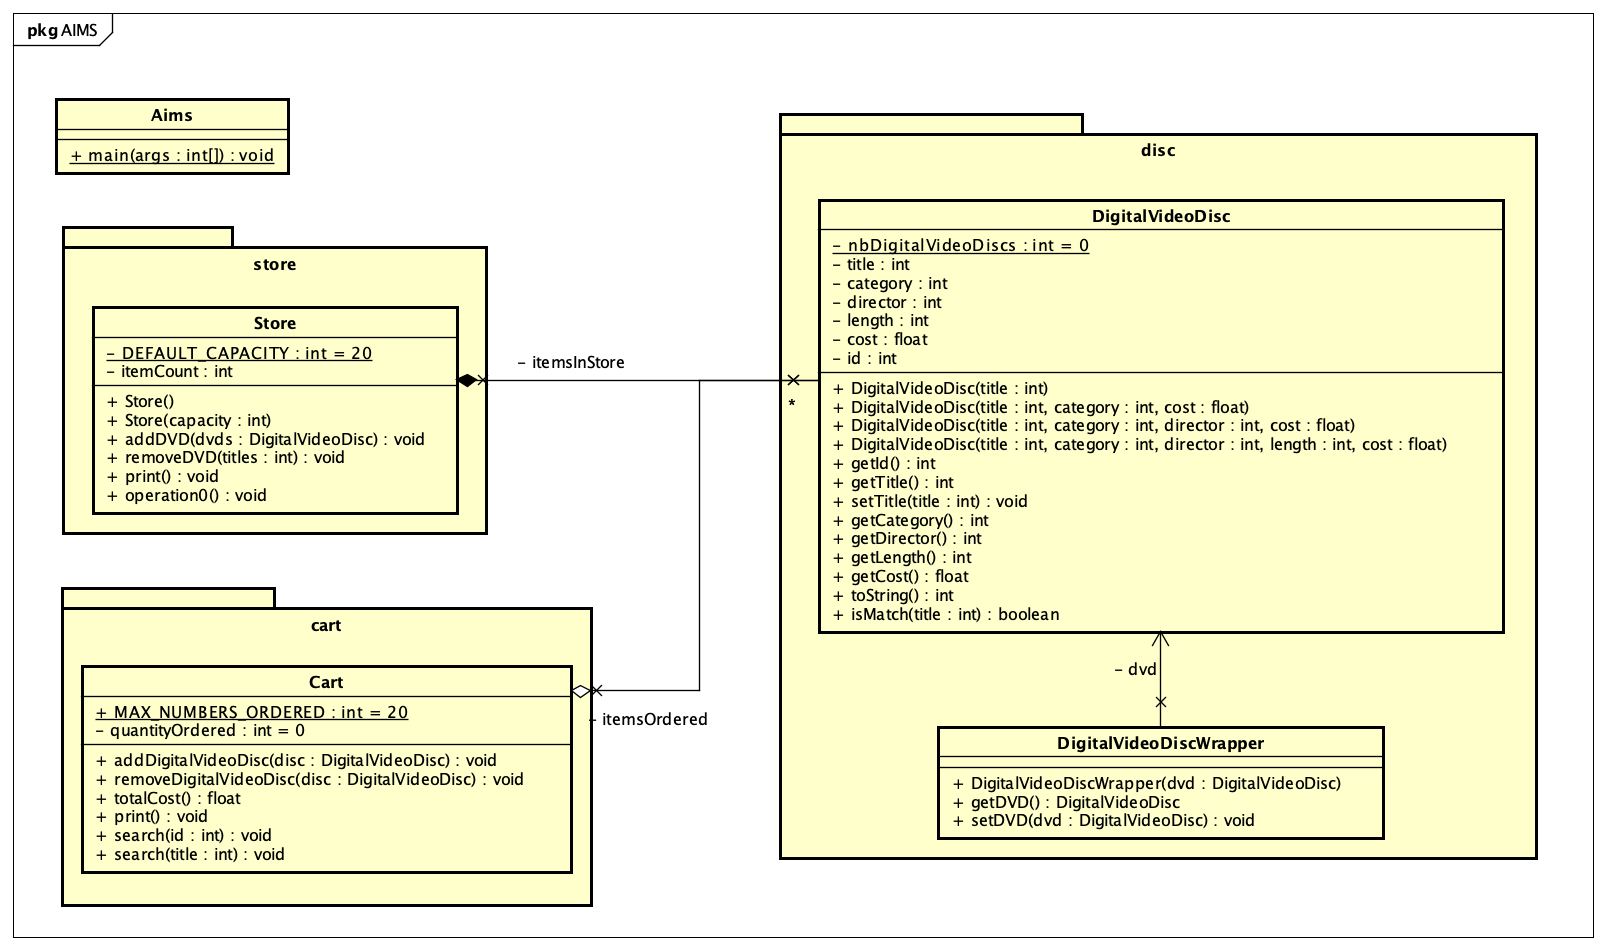 pkg AIMS
Aims
+ main(args : int[]) : void
store
Store
- DEFAULT_CAPACITY : int = 20
- itemCount : int
+ Store()
+ Store(capacity : int)
+ addDVD(dvds : DigitalVideoDisc) : void
+ removeDVD(titles : int) : void
+ print() : void
+ operation0() : void
- itemsInStore
*
cart
Cart
+ MAX_NUMBERS_ORDERED : int = 20
- quantityOrdered : int = 0
+ addDigitalVideoDisc(disc : DigitalVideoDisc) : void
+ removeDigitalVideoDisc(disc : DigitalVideoDisc) : void
+ totalCost() : float
+ print() : void
+ search(id : int) : void
+ search(title : int) : void
- itemsOrdered
disc
DigitalVideoDisc
- nbDigitalVideoDiscs : int = 0
- title : int
- category : int
- director : int
- length : int
- cost : float
- id : int
+ DigitalVideoDisc(title : int)
+ DigitalVideoDisc(title : int, category : int, cost : float)
+ DigitalVideoDisc(title : int, category : int, director : int, cost : float)
+ DigitalVideoDisc(title : int, category : int, director : int, length : int, cost : float)
+ getId() : int
+ getTitle() : int
+ setTitle(title : int) : void
+ getCategory() : int
+ getDirector() : int
+ getLength() : int
+ getCost() : float
+ toString() : int
+ isMatch(title : int) : boolean
- dvd
DigitalVideoDiscWrapper
+ DigitalVideoDiscWrapper(dvd : DigitalVideoDisc)
+ getDVD() : DigitalVideoDisc
+ setDVD(dvd : DigitalVideoDisc) : void